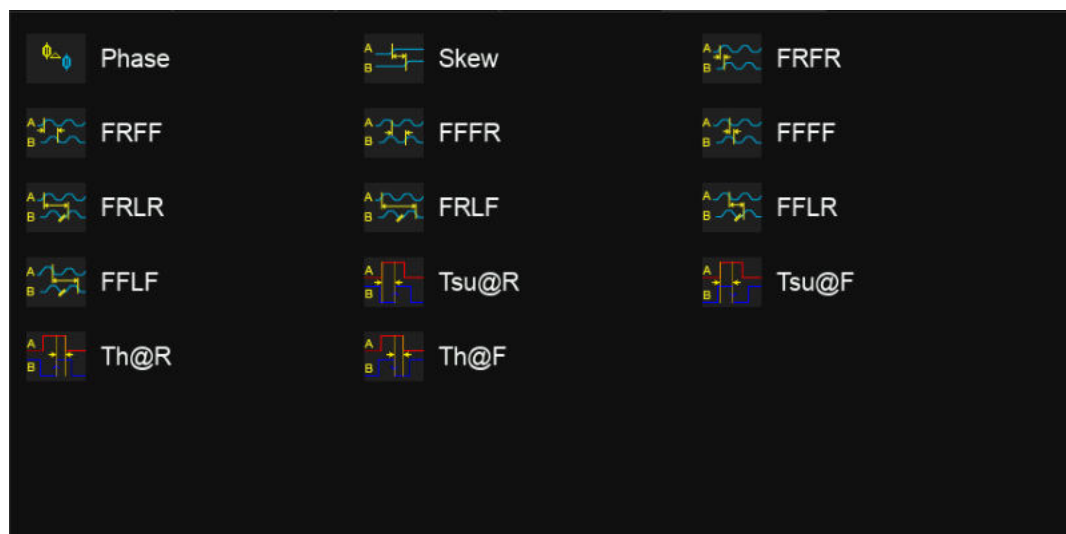 Phase
A B Skew
A B FRFR
A B FRFF
A B FFFR
A B FFFF
A B FRLR
A B FRLF
A B FFLR
A B FFLF
A B Tsu@R
A B Tsu@F
A B Th@R
A B Th@F